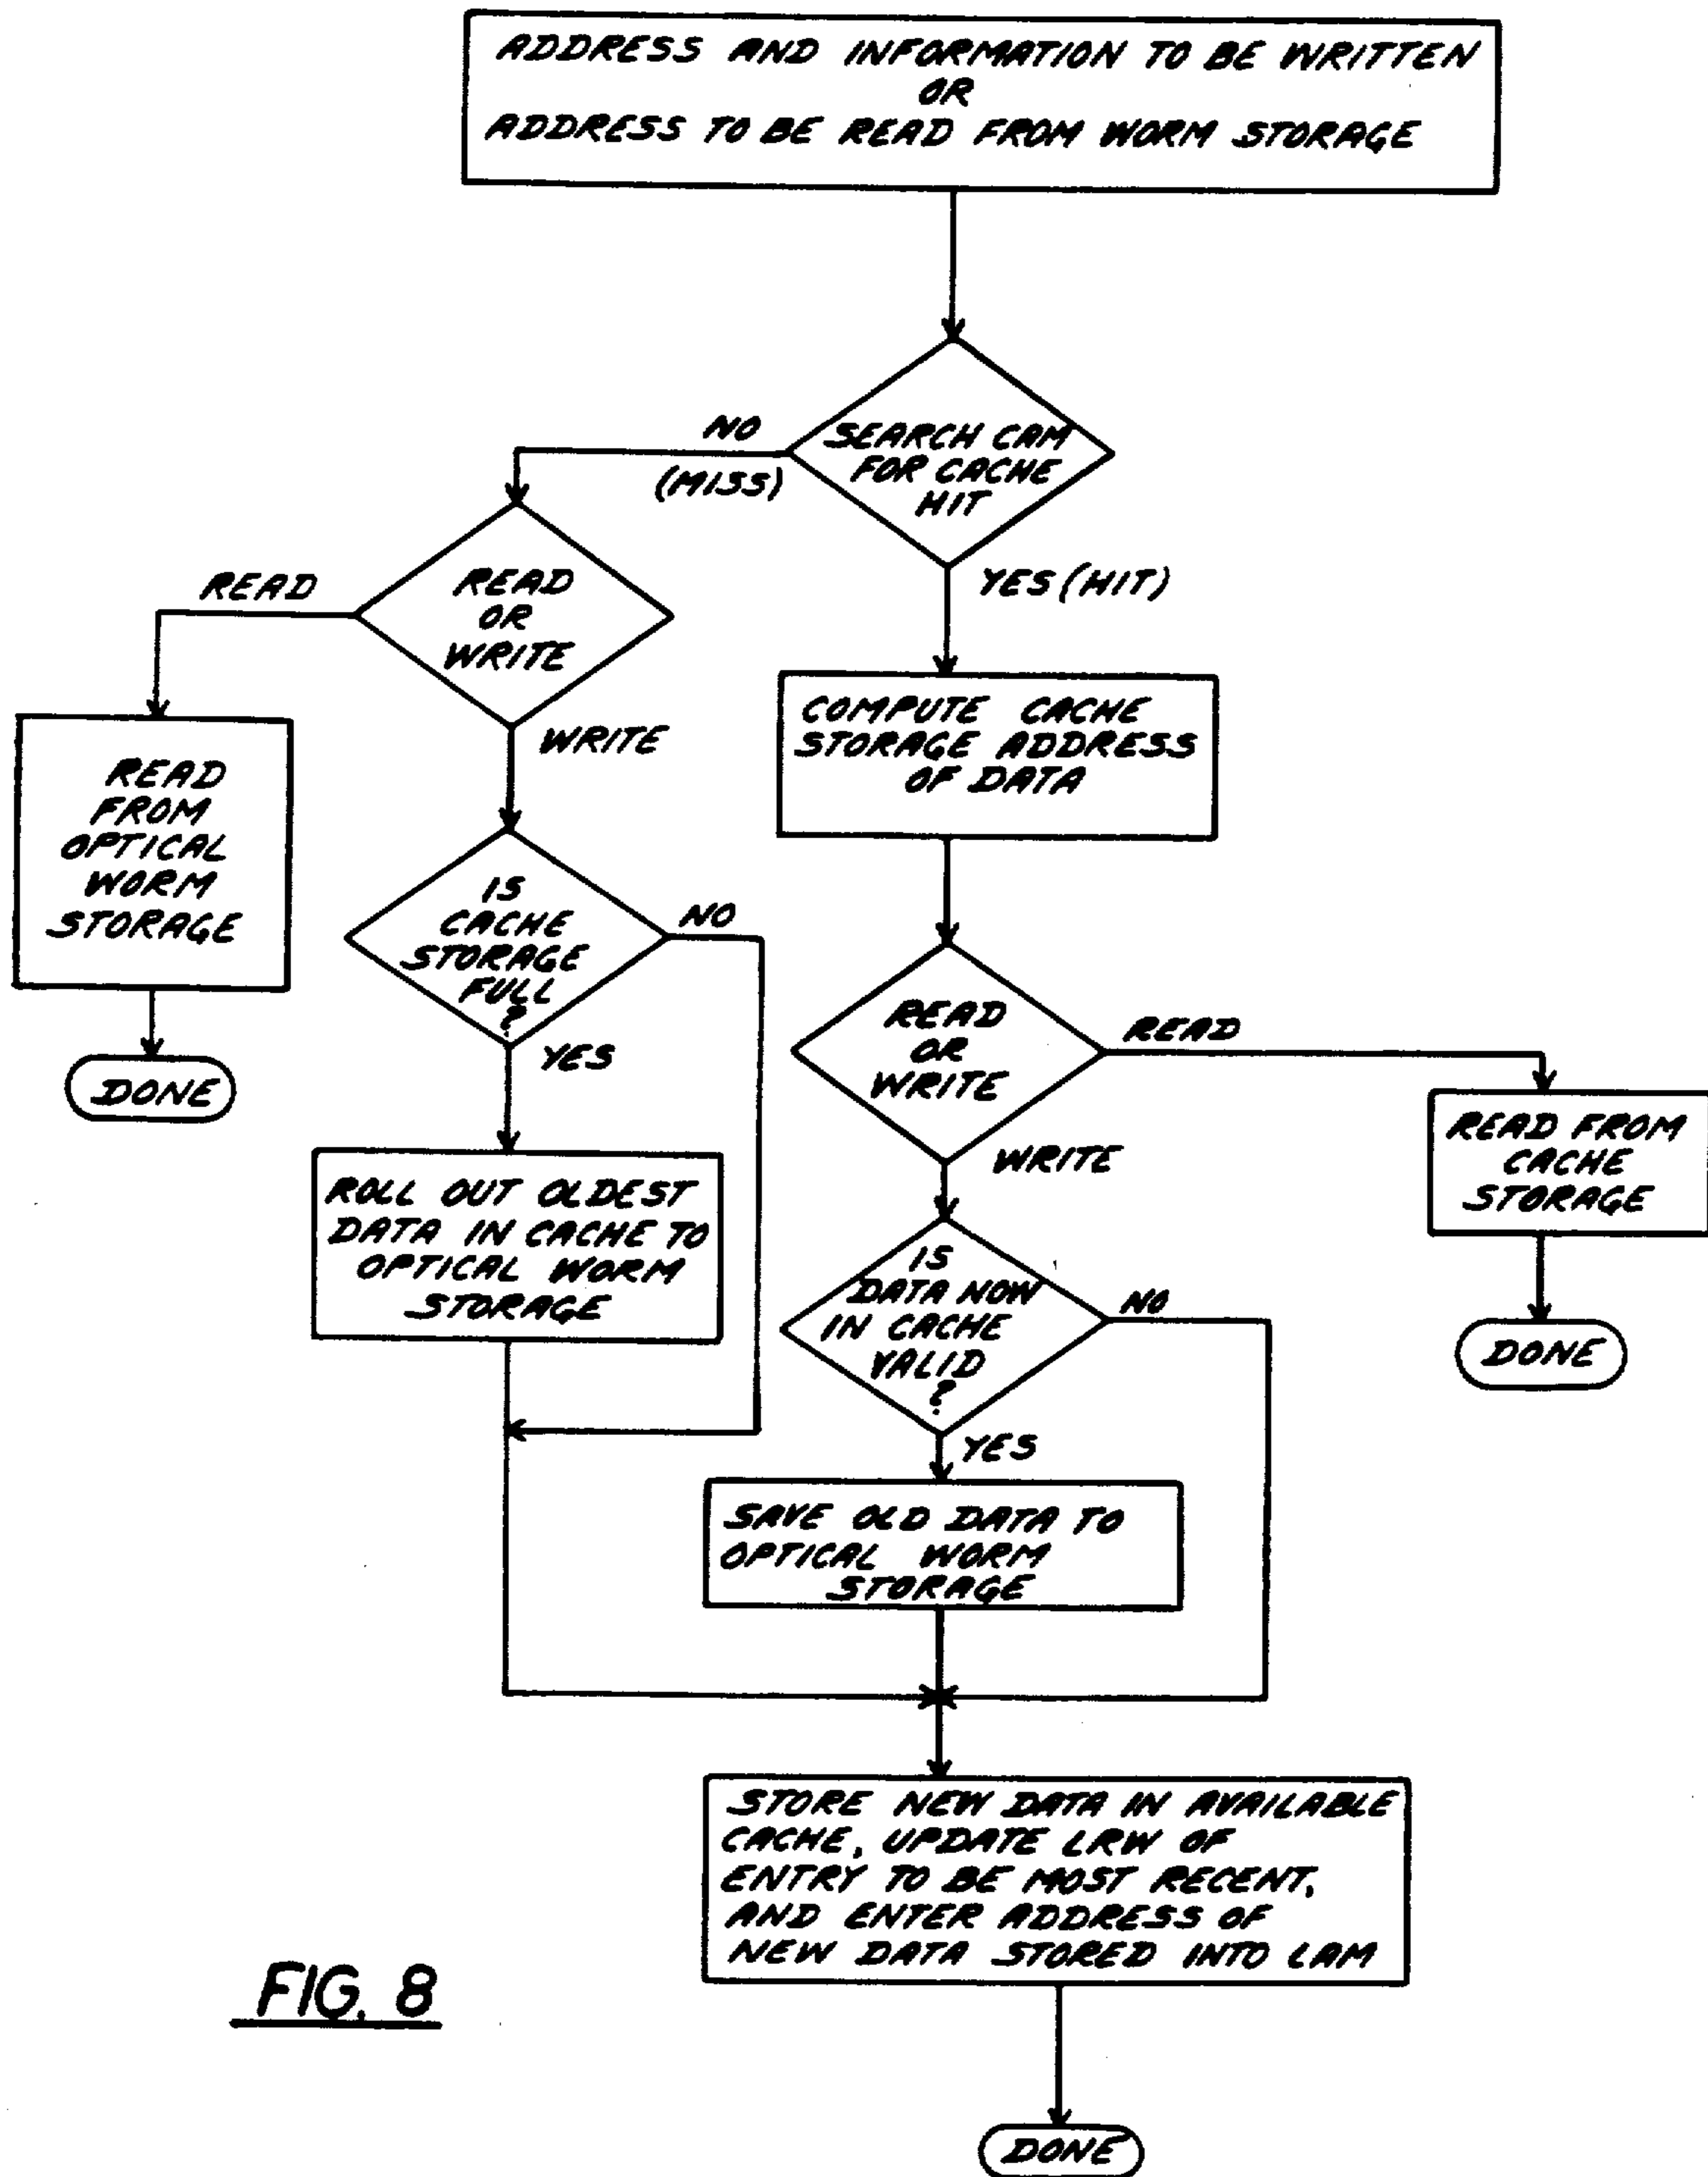 ADDRESS AND INFORMATION TO BE WRITTEN
OR
ADDRESS TO BE READ FROM WORM STORAGE
SEARCH CAM
FOR CACHE
HIT
NO
(MISS)
YES (HIT)
READ
OR
WRITE
READ
WRITE
READ
FROM
OPTICAL
WORM
STORAGE
DONE
IS
CACHE
STORAGE
FULL
?
NO
YES
ROLL OUT OLDEST
DATA IN CACHE TO
OPTICAL WORM
STORAGE
COMPUTE CACHE
STORAGE ADDRESS
OF DATA
READ
OR
WRITE
READ
WRITE
READ FROM
CACHE
STORAGE
DONE
IS
DATA NOW
IN CACHE
VALID
?
NO
YES
SAVE OLD DATA TO
OPTICAL WORM
STORAGE
STORE NEW DATA IN AVAILABLE
CACHE, UPDATE LRW OF
ENTRY TO BE MOST RECENT,
AND ENTER ADDRESS OF
NEW DATA STORED INTO CAM
DONE
FIG. 8